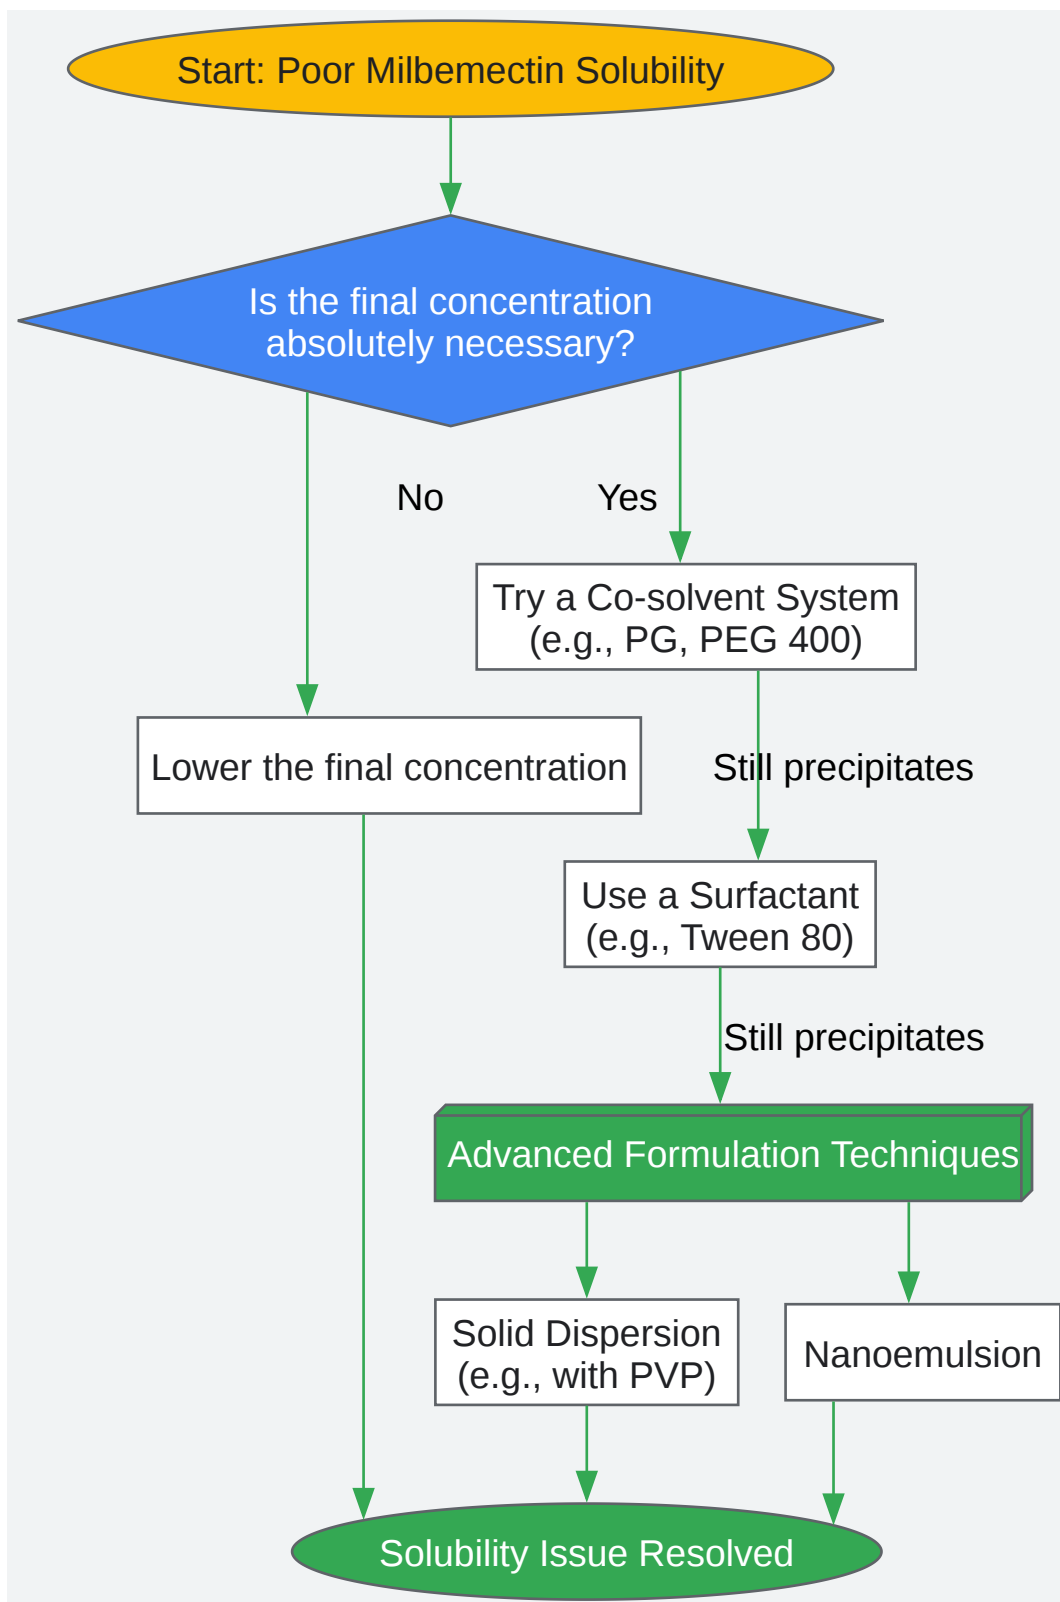 Start: Poor Milbemectin Solubility
Is the final concentration
absolutely necessary?
No
Yes
Try a Co-solvent System
(e.g., PG, PEG 400)
Lower the final concentration
Still precipitates
Use a Surfactant
(e.g., Tween 80)
Still precipitates
Advanced Formulation Techniques
Solid Dispersion
(e.g., with PVP)
Nanoemulsion
Solubility Issue Resolved